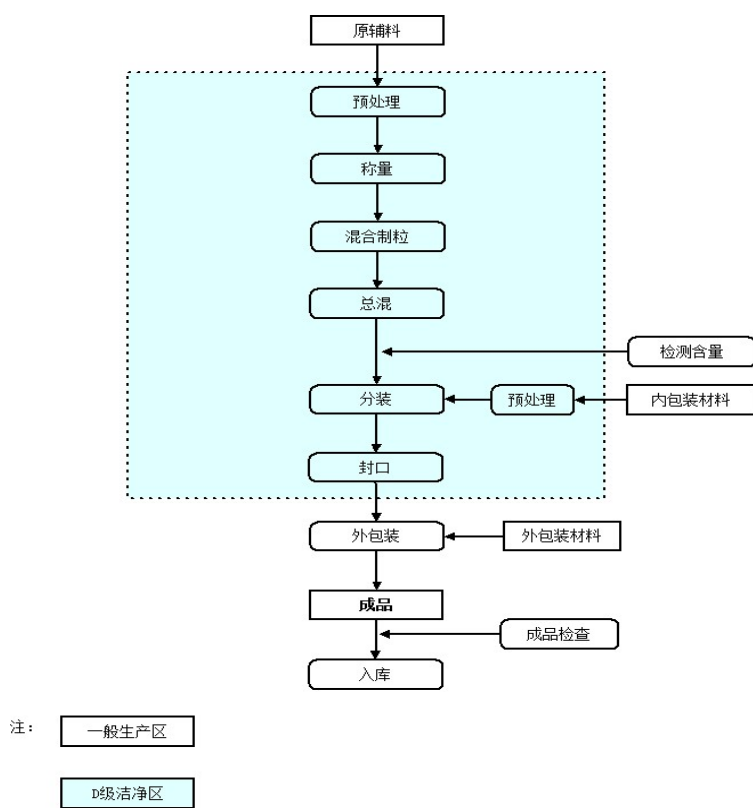 原辅料
预处理
称量
混合制粒
总混
检测含量
分装
预处理
内包装材料
封口
外包装
外包装材料
成品
成品检查
入库
注：
一般生产区
D级洁净区